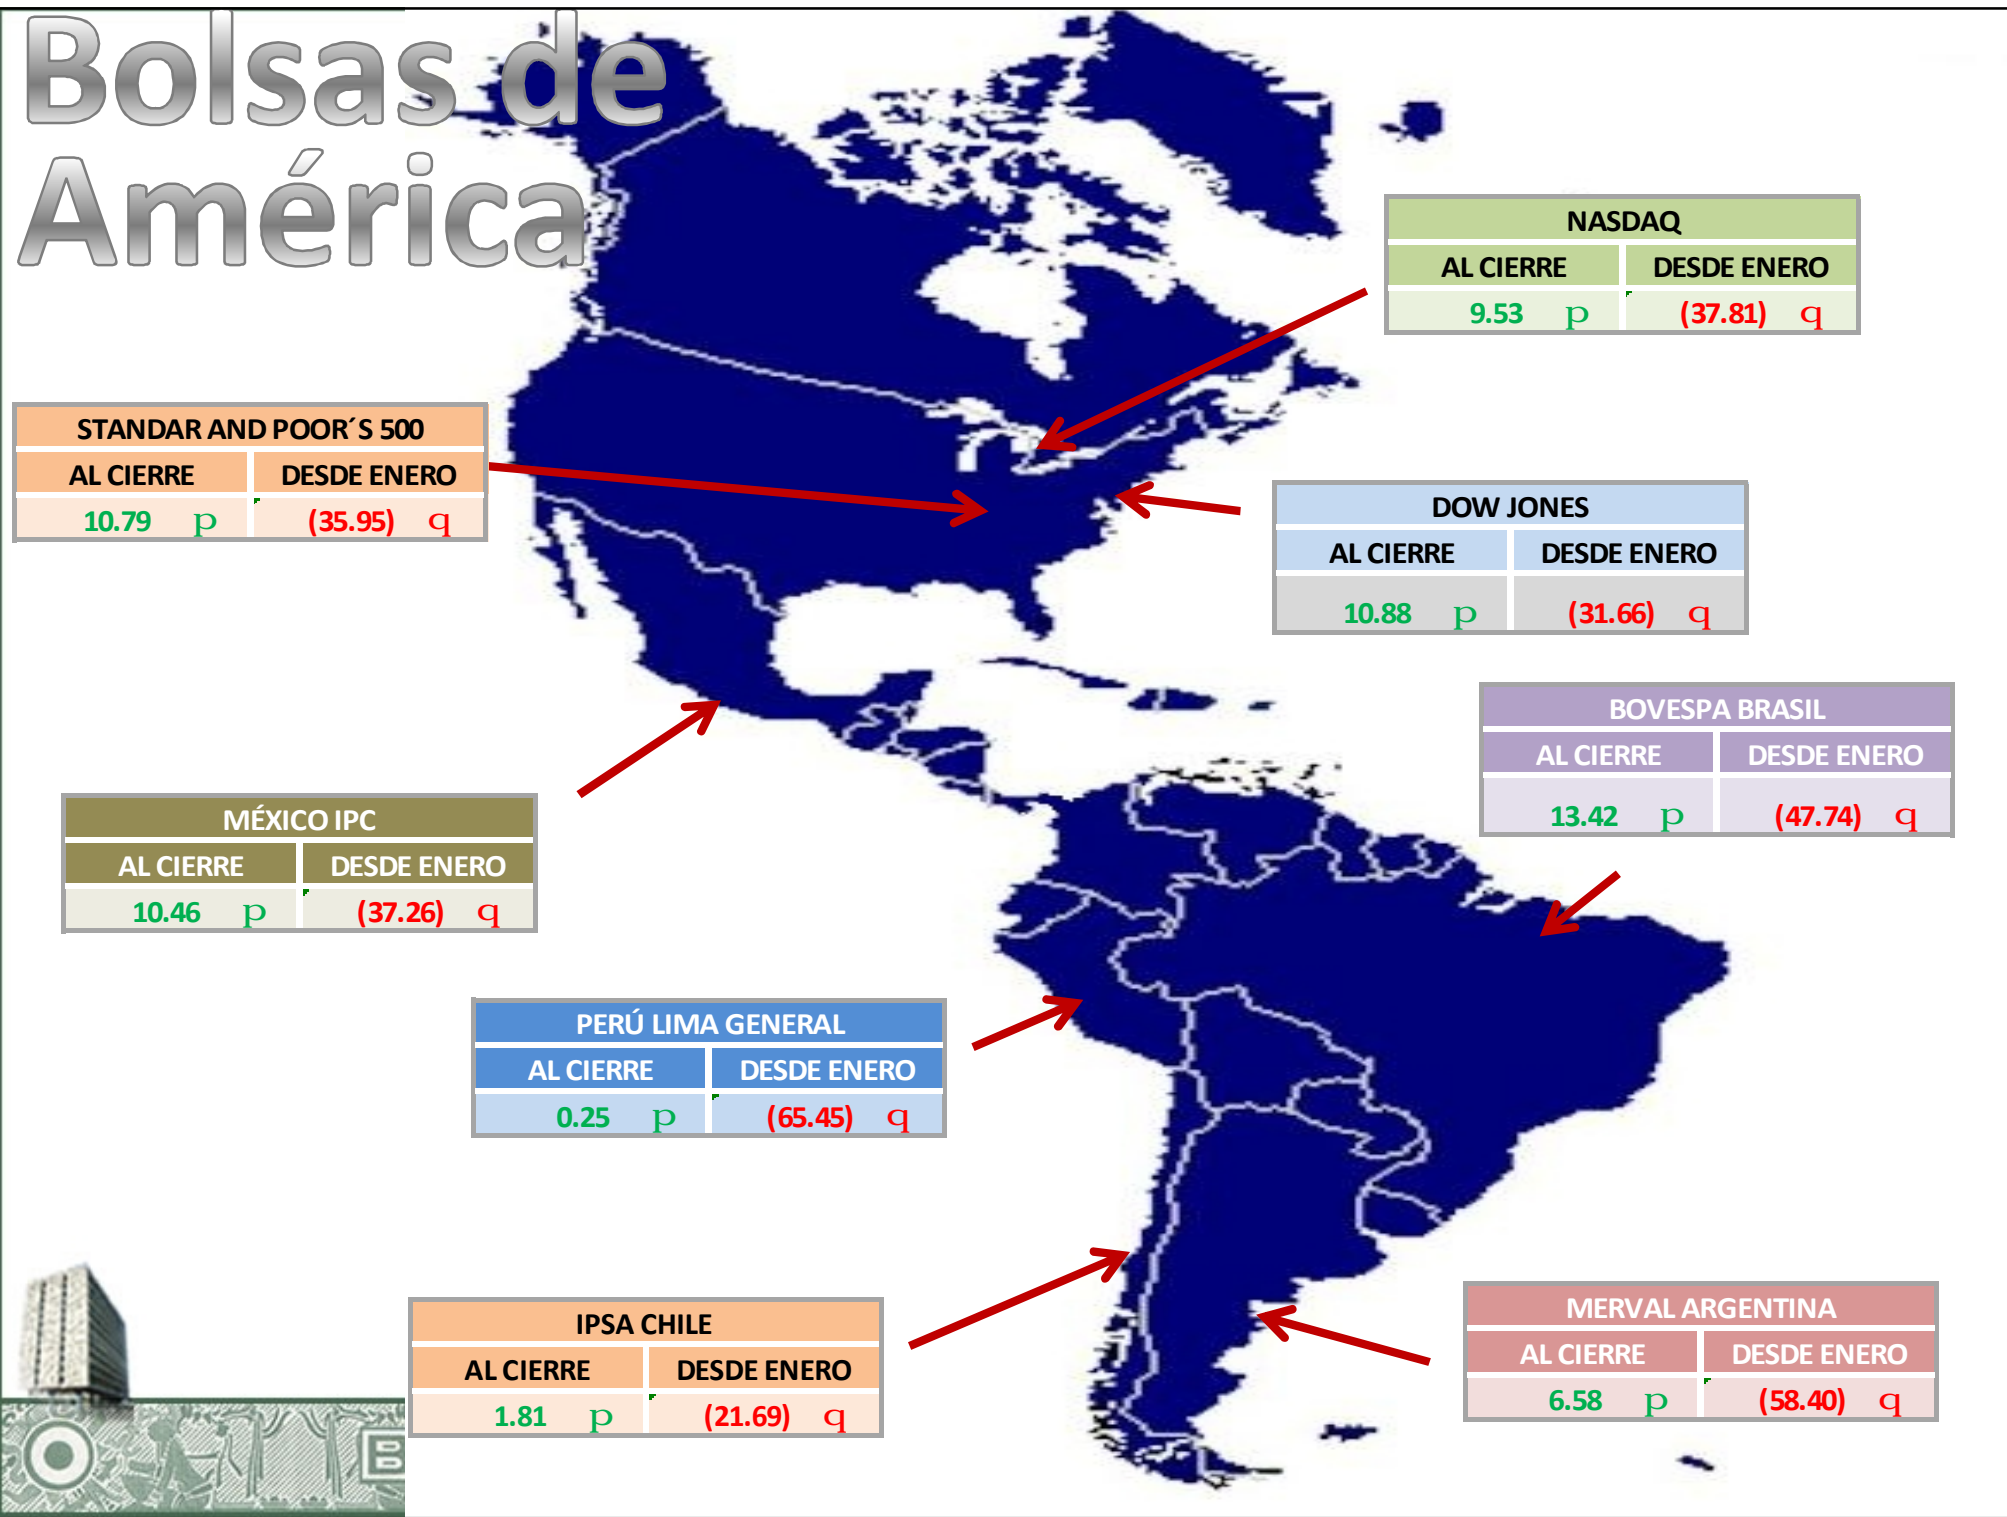 Bolsas de
América
NASDAQ
AL CIERRE DESDE ENERO
9.53 p (37.81) q
STANDAR AND POOR´S 500
AL CIERRE DESDE ENERO
10.79 p (35.95) q
DOW JONES
AL CIERRE DESDE ENERO
10.88 p (31.66) q
BOVESPA BRASIL
AL CIERRE DESDE ENERO
13.42 p (47.74) q
MÉXICO IPC
AL CIERRE DESDE ENERO
10.46 p (37.26) q
PERÚ LIMA GENERAL
AL CIERRE DESDE ENERO
0.25 p (65.45) q
IPSA CHILE
AL CIERRE DESDE ENERO
1.81 p (21.69) q
MERVAL ARGENTINA
AL CIERRE DESDE ENERO
6.58 p (58.40) q
B